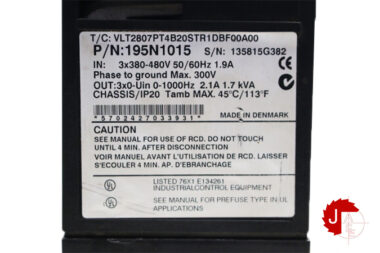 T/C: VLT2807PT4B20STR1DBF00A00
P/N:195N1015 S/N: 135815G382
IN: 3x380-480V 50/60Hz 1.9A
Phase to ground Max. 300V
OUT:3x0-Uin 0-1000Hz 2.1A 1.7 kVA
CHASSIS/IP20 Tamb MAX. 45°C/113°F
*5702427033931*
MADE IN DENMARK
CAUTION
SEE MANUAL FOR USE OF RCD. DO NOT TOUCH
UNTIL 4 MIN. AFTER DISCONNECTION
VOIR MANUEL AVANT L'UTILISATION DE RCD. LAISSER
S'ECOULER 4 MIN. AP. D'EBRANCHAGE
LISTED 76X1 E134261
INDUSTRIALCONTROL EQUIPMENT
SEE MANUAL FOR PREFUSE TYPE IN UL
APPLICATIONS